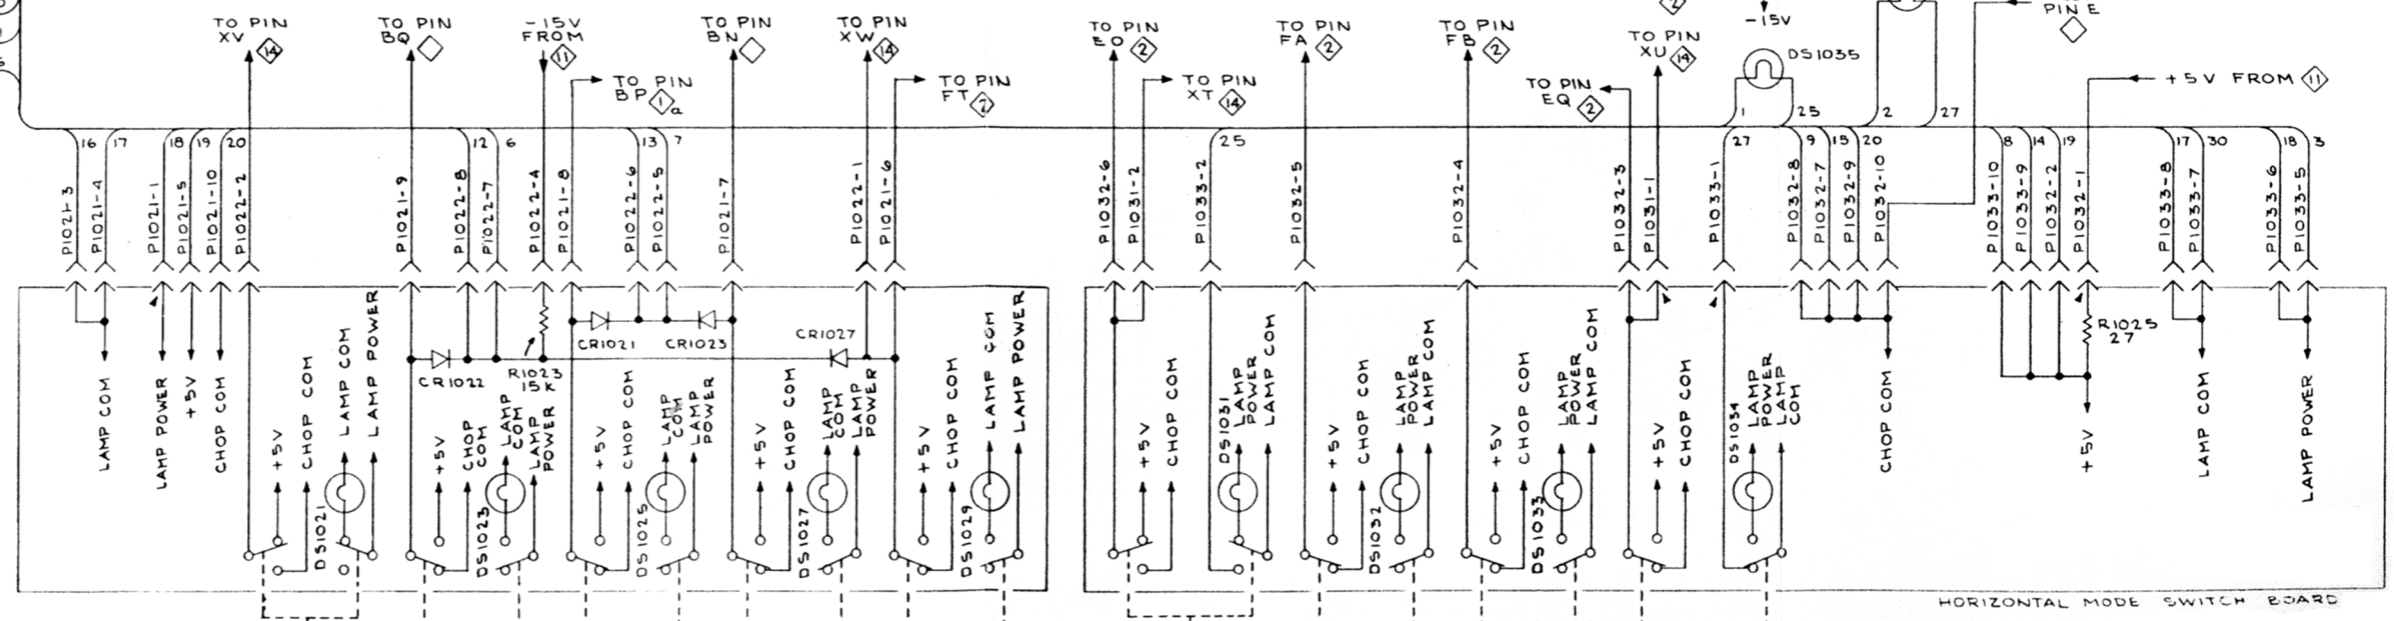 TO PIN
XV 14
TO PIN
BQ
-15V
FROM
11
TO PIN
BP 1 a
TO PIN
BN
TO PIN
XW 14
TO PIN
FT 2
TO PIN
EO 2
TO PIN
XT 14
TO PIN
FA 2
TO PIN
FB 2
TO PIN
EQ 2
2
TO PIN
XU 14
-15V
DS1035
PIN E
+5V FROM 11
16 17 18 19 20 12 6 13 7 25
1 25 2 27
27 9 15 20 8 14 19 17 30 18 3
P1021-3
P1021-4
P1021-1
P1021-5
P1021-10
P1022-2
P1021-9
P1022-8
P1022-7
P1022-4
P1021-8
P1022-6
P1022-5
P1021-7
P1022-1
P1021-6
P1032-6
P1031-2
P1033-2
P1032-5
P1032-4
P1032-3
P1031-1
P1033-1
P1032-8
P1032-7
P1032-9
P1032-10
P1033-10
P1033-9
P1032-2
P1032-1
P1033-8
P1033-7
P1033-6
P1033-5
CR1022
R1023
15K
CR1021
CR1023
CR1027
R1025
27
LAMP COM
LAMP POWER
+5V
CHOP COM
+5V
CHOP COM
DS1021
LAMP COM
LAMP POWER
+5V
CHOP
COM
DS1023
LAMP
COM
LAMP
POWER
+5V
CHOP COM
DS1025
LAMP
COM
LAMP
POWER
+5V
CHOP COM
DS1027
LAMP
COM
LAMP
POWER
+5V
CHOP COM
DS1029
LAMP COM
LAMP POWER
+5V
CHOP COM
DS1031
LAMP
POWER
LAMP COM
+5V
CHOP COM
DS1032
LAMP
POWER
LAMP COM
+5V
CHOP COM
DS1033
LAMP
POWER
LAMP COM
+5V
CHOP COM
DS1034
LAMP
POWER
LAMP
COM
CHOP COM
+5V
LAMP COM
LAMP POWER
HORIZONTAL MODE SWITCH BOARD